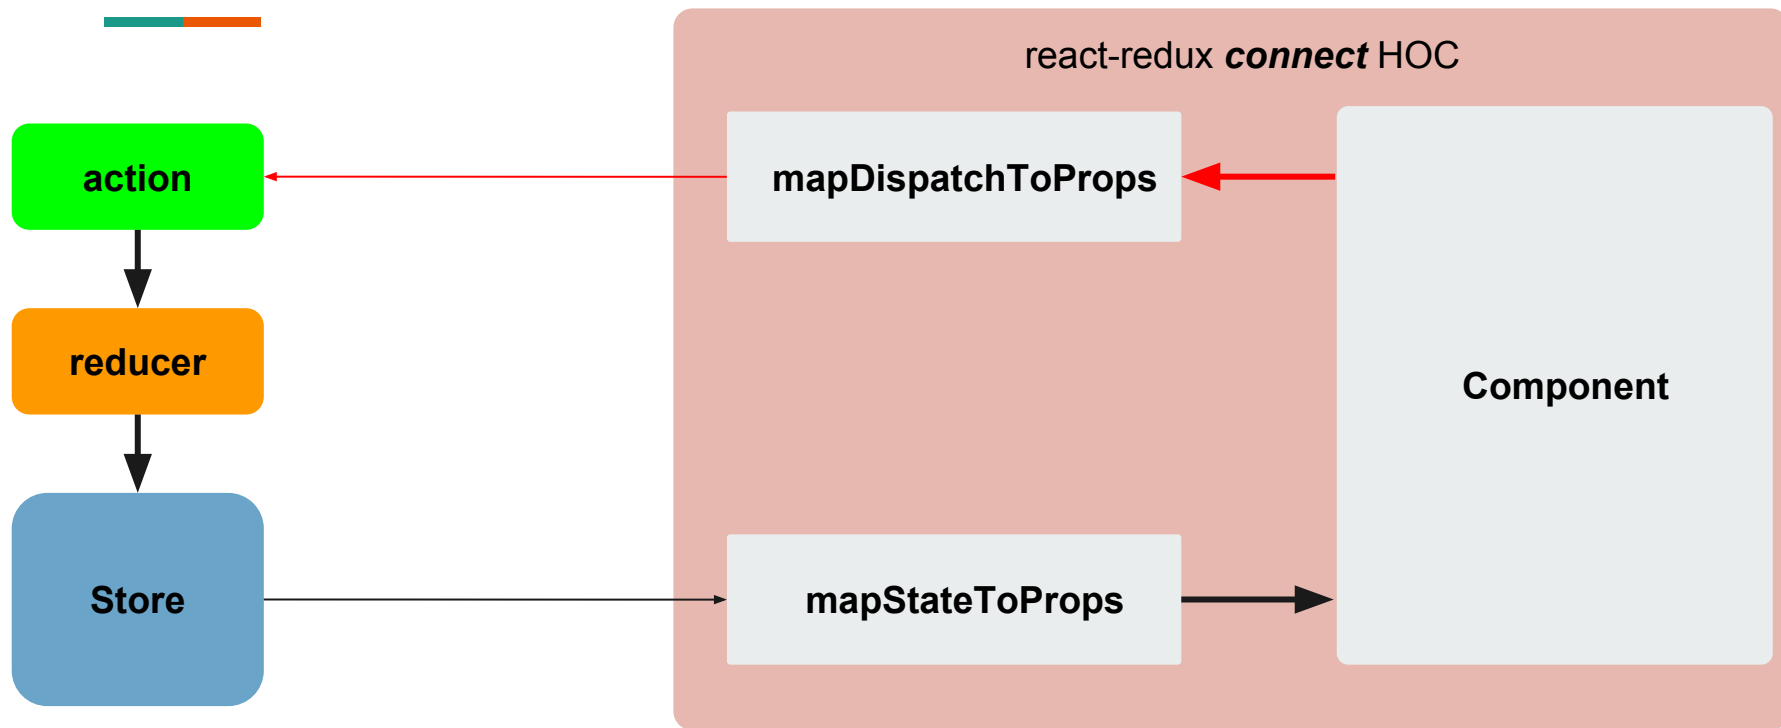 react-redux connect HOC
action
mapDispatchToProps
reducer
Component
Store
mapStateToProps